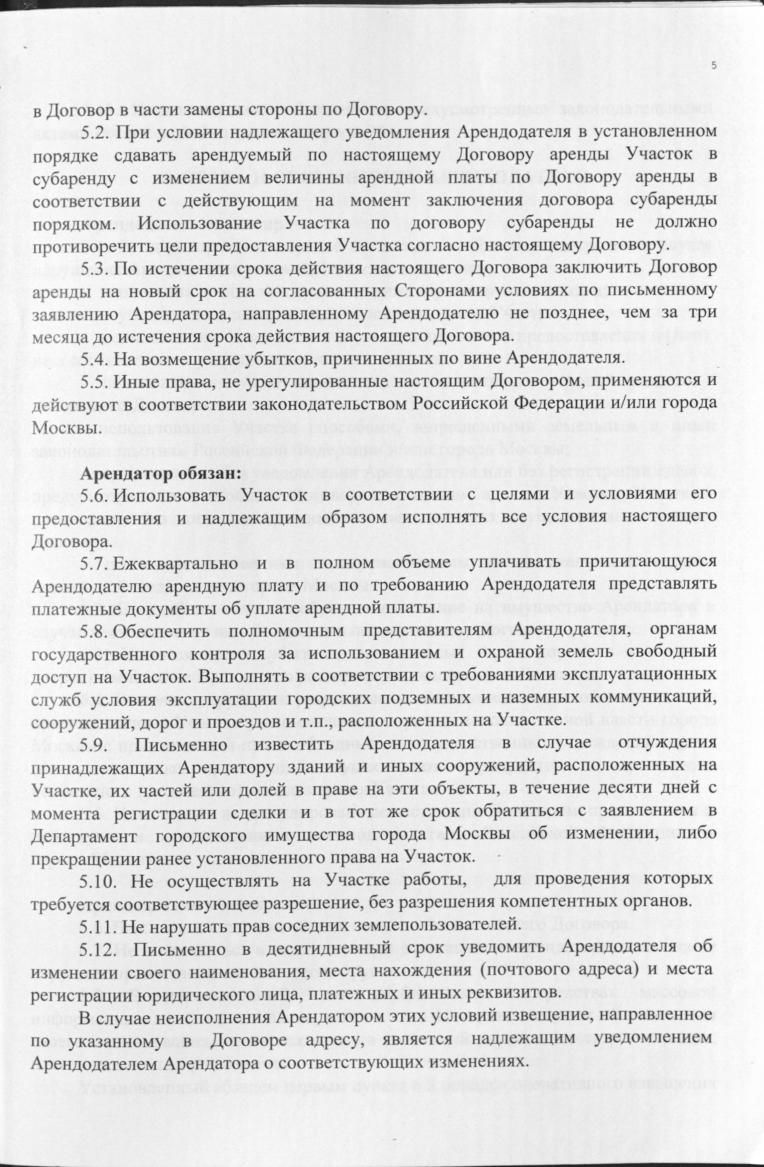 5
в Договор в части замены стороны по Договору.
5.2. При условии надлежащего уведомления Арендодателя в установленном
порядке сдавать арендуемый по настоящему Договору аренды Участок в
субаренду с изменением величины арендной платы по Договору аренды в
соответствии с действующим на момент заключения договора субаренды
порядком. Использование Участка по договору субаренды не должно
противоречить цели предоставления Участка согласно настоящему Договору.
5.3. По истечении срока действия настоящего Договора заключить Договор
аренды на новый срок на согласованных Сторонами условиях по письменному
заявлению Арендатора, направленному Арендодателю не позднее, чем за три
месяца до истечения срока действия настоящего Договора.
5.4. На возмещение убытков, причиненных по вине Арендодателя.
5.5. Иные права, не урегулированные настоящим Договором, применяются и
действуют в соответствии законодательством Российской Федерации и/или города
Москвы.
Арендатор обязан:
5.6. Использовать Участок в соответствии с целями и условиями его
предоставления и надлежащим образом исполнять все условия настоящего
Договора.
5.7. Ежеквартально и в полном объеме уплачивать причитающуюся
Арендодателю арендную плату и по требованию Арендодателя представлять
платежные документы об уплате арендной платы.
5.8. Обеспечить полномочным представителям Арендодателя, органам
государственного контроля за использованием и охраной земель свободный
доступ на Участок. Выполнять в соответствии с требованиями эксплуатационных
служб условия эксплуатации городских подземных и наземных коммуникаций,
сооружений, дорог и проездов и т.п., расположенных на Участке.
5.9. Письменно известить Арендодателя в случае отчуждения
принадлежащих Арендатору зданий и иных сооружений, расположенных на
Участке, их частей или долей в праве на эти объекты, в течение десяти дней с
момента регистрации сделки и в тот же срок обратиться с заявлением в
Департамент городского имущества города Москвы об изменении, либо
прекращении ранее установленного права на Участок.
5.10. Не осуществлять на Участке работы, для проведения которых
требуется соответствующее разрешение, без разрешения компетентных органов.
5.11. Не нарушать прав соседних землепользователей.
5.12. Письменно в десятидневный срок уведомить Арендодателя об
изменении своего наименования, места нахождения (почтового адреса) и места
регистрации юридического лица, платежных и иных реквизитов.
В случае неисполнения Арендатором этих условий извещение, направленное
по указанному в Договоре адресу, является надлежащим уведомлением
Арендодателем Арендатора о соответствующих изменениях.